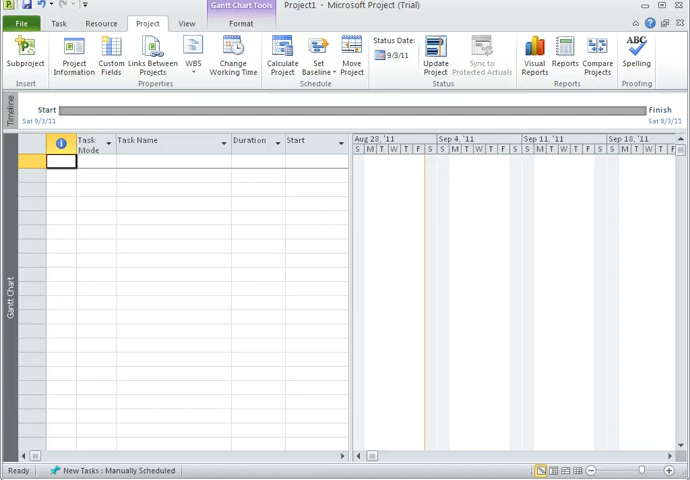 Gantt Chart Tools
Project1 - Microsoft Project (Trial)
File Task Resource Project View Format
Subproject
Project Information
Custom Fields
Links Between Projects
WBS
Change Working Time
Calculate Project
Set Baseline
Move Project
Status Date:
9/3/11
Update Project
Sync to Protected Actuals
Visual Reports
Reports
Compare Projects
ABC
Spelling
Insert Properties Schedule Status Reports Proofing
Timeline
Start
Sat 9/3/11
Finish
Sat 9/3/11
Task Mode
Task Name
Duration
Start
Aug 28, '11 Sep 4, '11 Sep 11, '11 Sep 18, '11
S M T W T F S S M T W T F S S M T W T F S S M T W T F
Gantt Chart
Ready New Tasks : Manually Scheduled